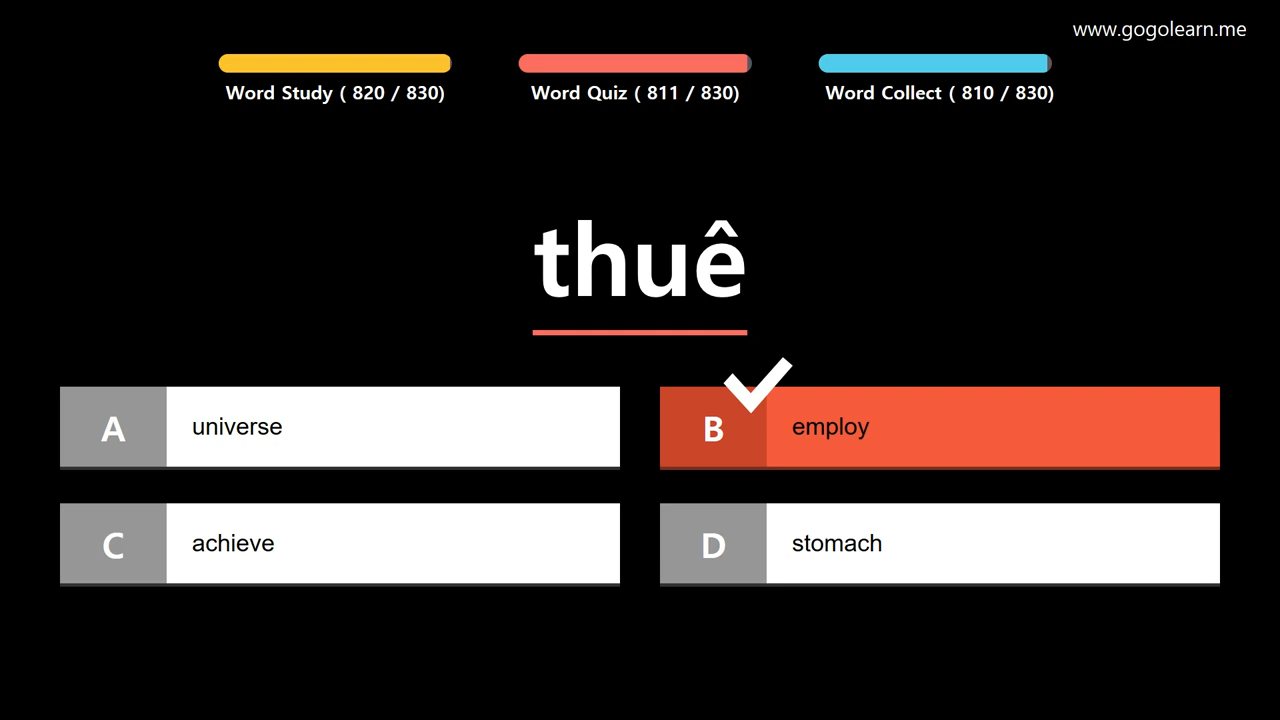 www.gogolearn.me
Word Study ( 820 / 830)
Word Quiz ( 811 / 830)
Word Collect ( 810 / 830)
thuê
A
universe
B
employ
C
achieve
D
stomach